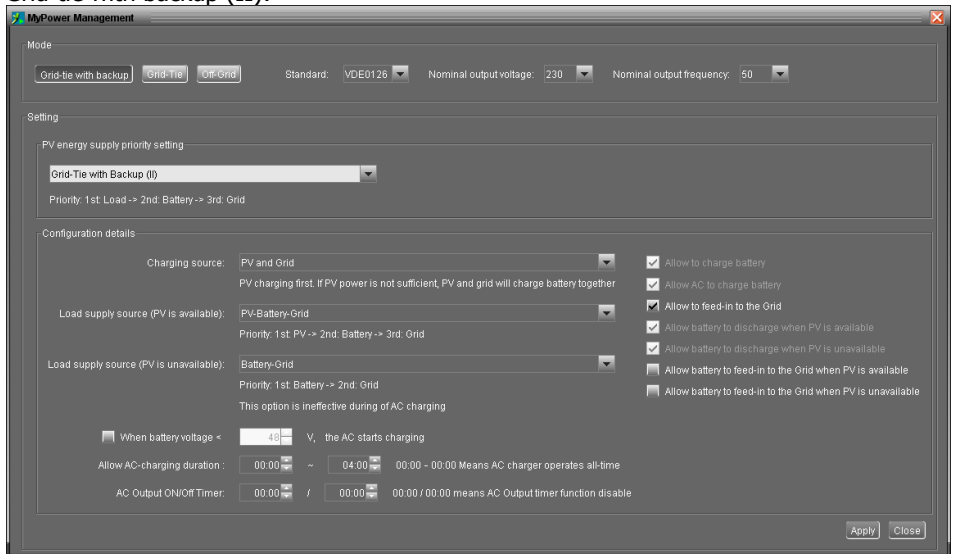 MyPower Management
Mode
Grid-tie with backup Grid-Tie Off-Grid Standard: VDE0126 Nominal output voltage: 230 Nominal output frequency: 50
Setting
PV energy supply priority setting
Grid-Tie with Backup (II)
Priority: 1st: Load -> 2nd: Battery -> 3rd: Grid
Configuration details
Charging source: PV and Grid
PV charging first. If PV power is not sufficient, PV and grid will charge battery together
Load supply source (PV is available): PV-Battery-Grid
Priority: 1st: PV -> 2nd: Battery -> 3rd: Grid
Load supply source (PV is unavailable): Battery-Grid
Priority: 1st: Battery -> 2nd: Grid
This option is ineffective during of AC charging
Allow to charge battery
Allow AC to charge battery
Allow to feed-in to the Grid
Allow battery to discharge when PV is available
Allow battery to discharge when PV is unavailable
Allow battery to feed-in to the Grid when PV is available
Allow battery to feed-in to the Grid when PV is unavailable
When battery voltage < 48 V, the AC starts charging
Allow AC-charging duration : 00:00 ~ 04:00 00:00 - 00:00 Means AC charger operates all-time
AC Output ON/Off Timer: 00:00 / 00:00 00:00 / 00:00 means AC Output timer function disable
Apply Close